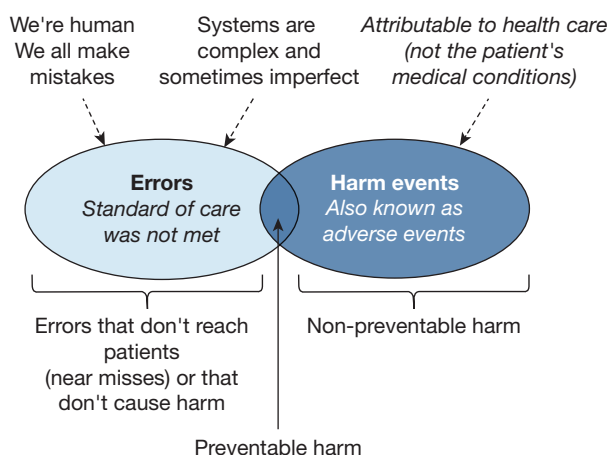 We're human
We all make
mistakes
Systems are
complex and
sometimes imperfect
Attributable to health care
(not the patient's
medical conditions)
Errors
Standard of care
was not met
Harm events
Also known as
adverse events
Errors that don't reach
patients
(near misses) or that
don't cause harm
Non-preventable harm
Preventable harm